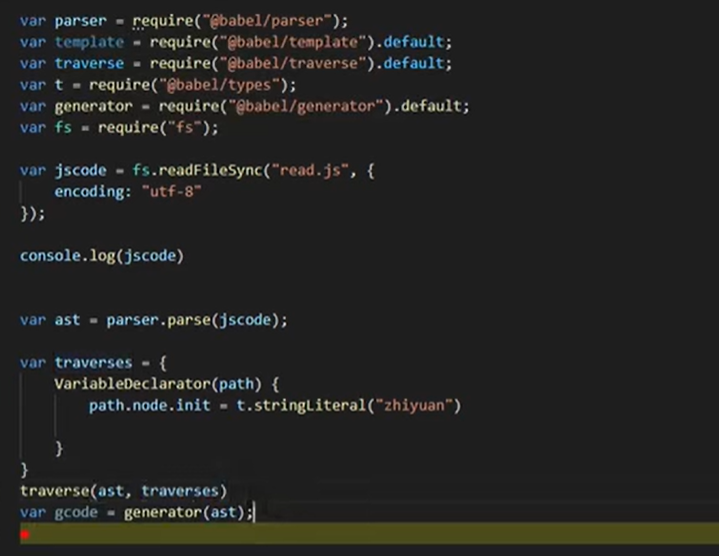 var parser = require("@babel/parser");
var template = require("@babel/template").default;
var traverse = require("@babel/traverse").default;
var t = require("@babel/types");
var generator = require("@babel/generator").default;
var fs = require("fs");
var jscode = fs.readFileSync("read.js", {
    encoding: "utf-8"
});
console.log(jscode)
var ast = parser.parse(jscode);
var traverses = {
    VariableDeclarator(path) {
        path.node.init = t.stringLiteral("zhiyuan")
    }
}
traverse(ast, traverses)
var gcode = generator(ast);